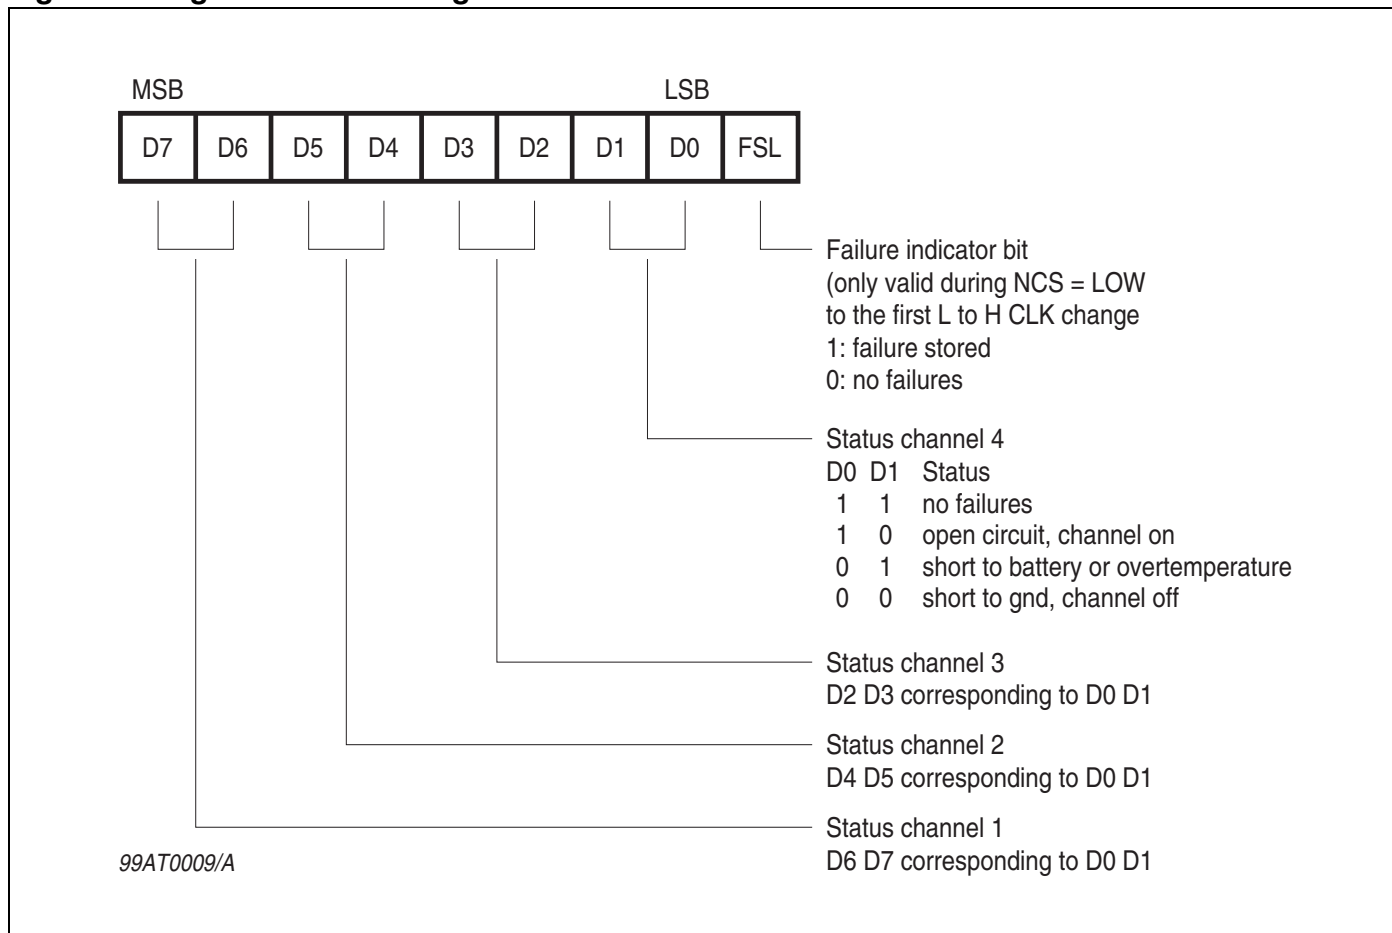 MSB LSB
D7 D6 D5 D4 D3 D2 D1 D0 FSL
Failure indicator bit
(only valid during NCS = LOW
to the first L to H CLK change
1: failure stored
0: no failures
Status channel 4
D0 D1 Status
1 1 no failures
1 0 open circuit, channel on
0 1 short to battery or overtemperature
0 0 short to gnd, channel off
Status channel 3
D2 D3 corresponding to D0 D1
Status channel 2
D4 D5 corresponding to D0 D1
Status channel 1
D6 D7 corresponding to D0 D1
99AT0009/A